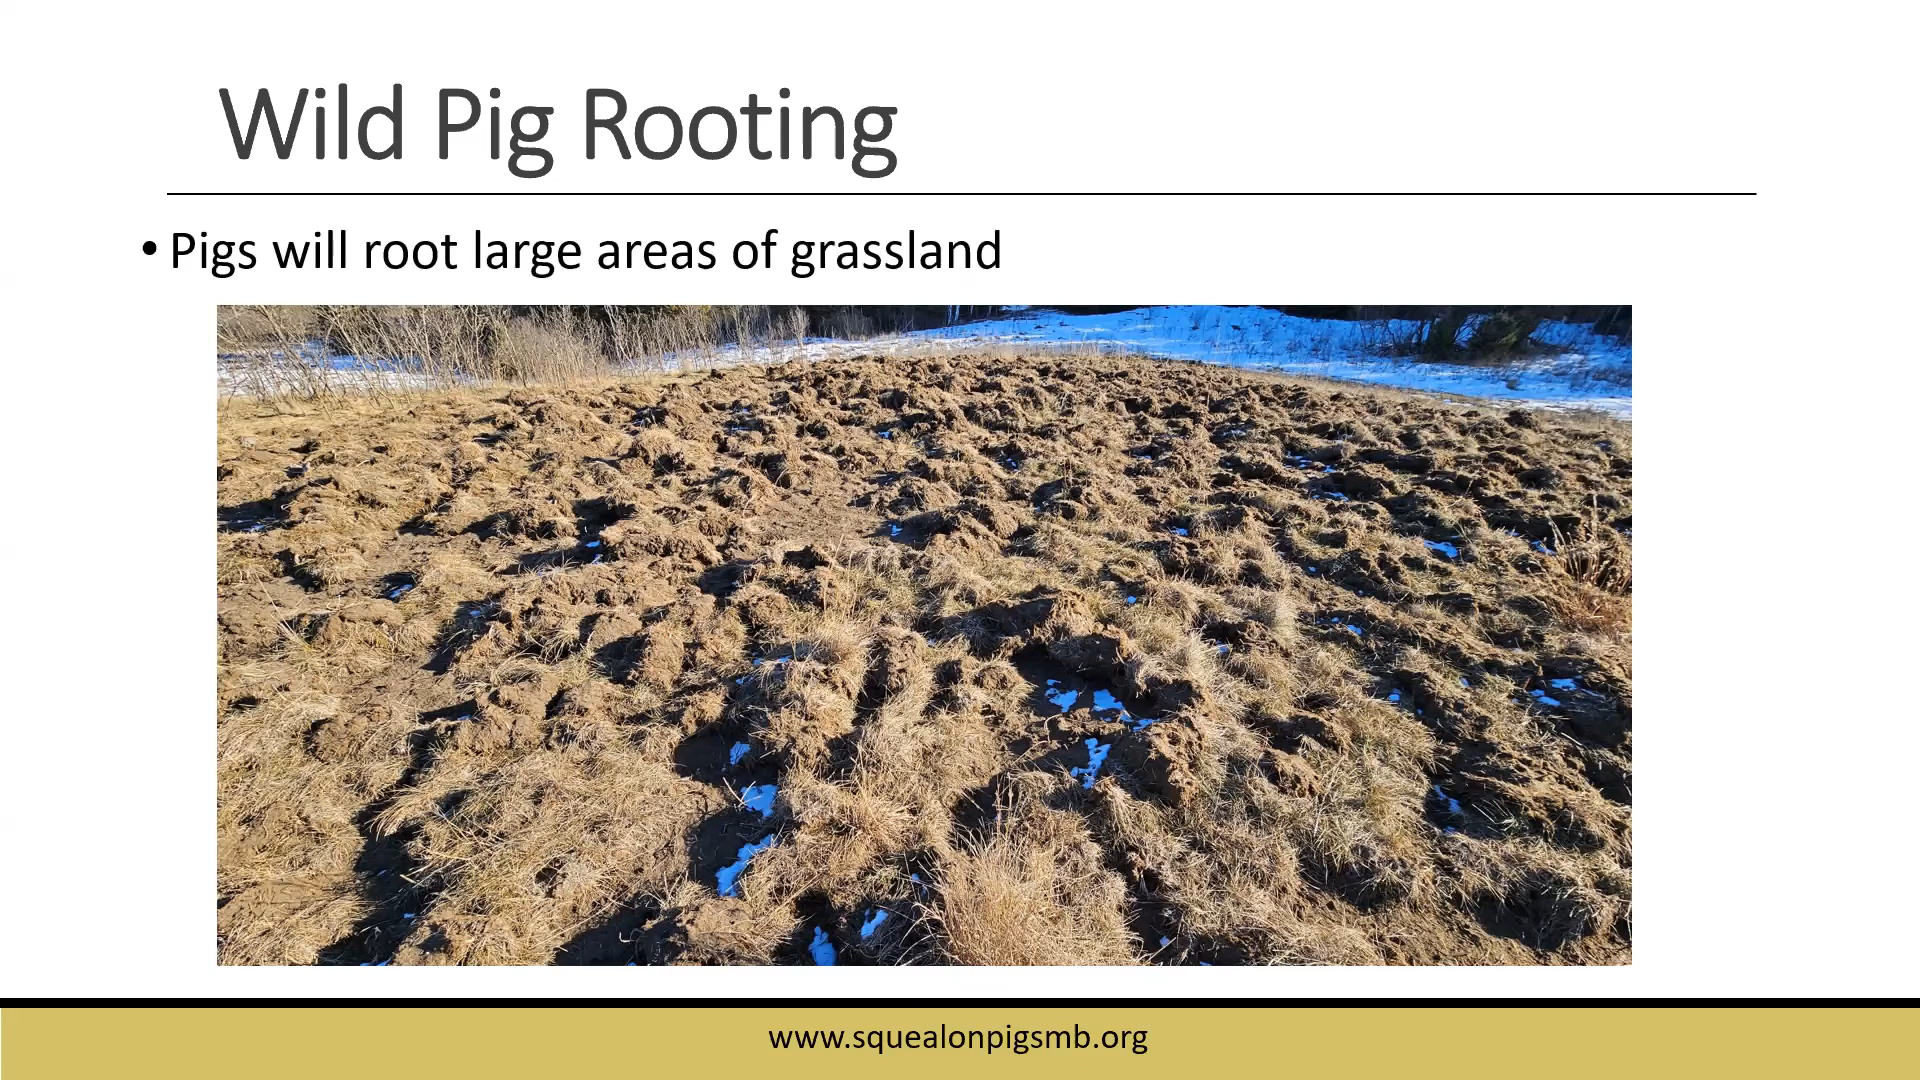 Wild Pig Rooting
• Pigs will root large areas of grassland
www.squealonpigsmb.org